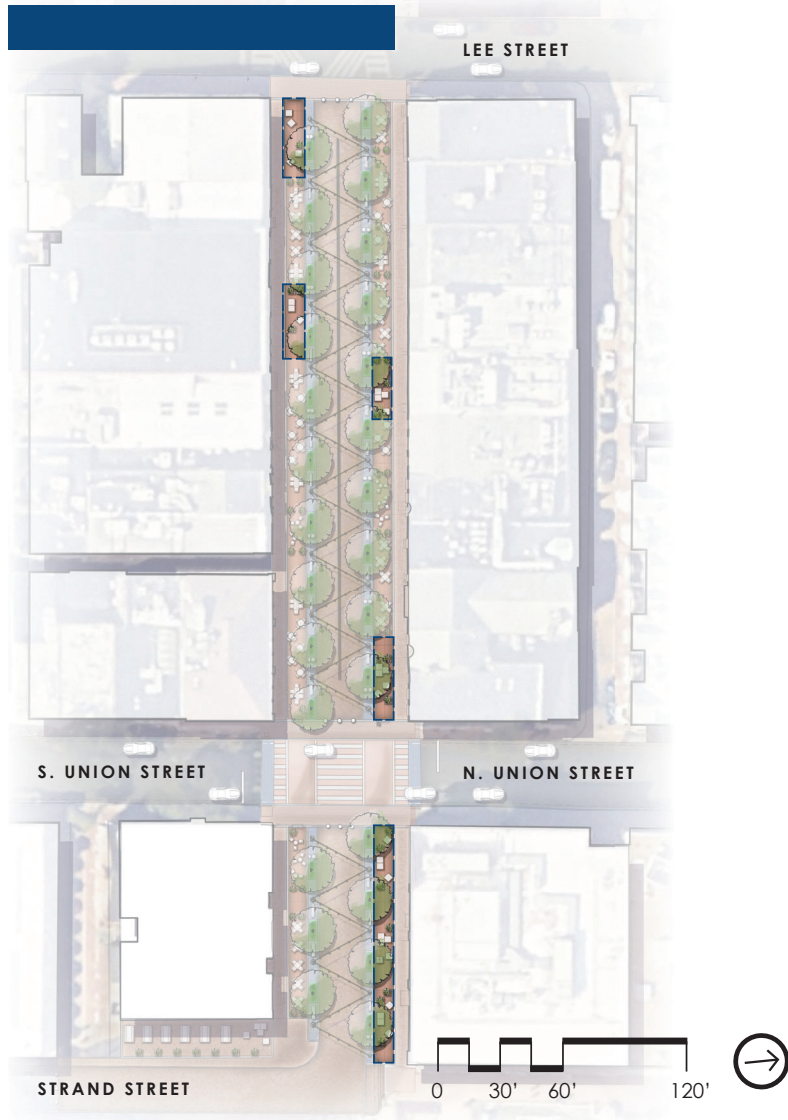 LEE STREET
S. UNION STREET
N. UNION STREET
STRAND STREET
0 30' 60' 120'